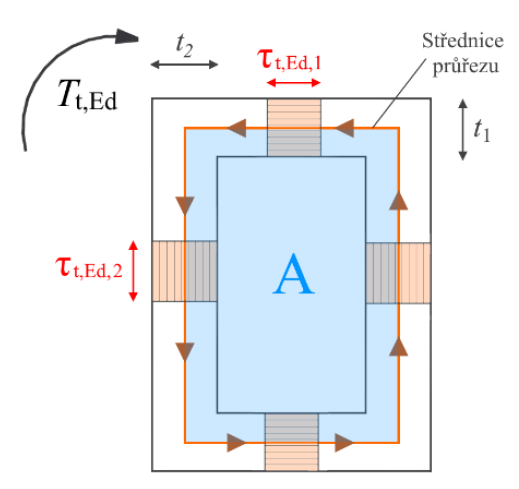 Střednice
průřezu
t2
τt,Ed,1
Tt,Ed
t1
τt,Ed,2
A